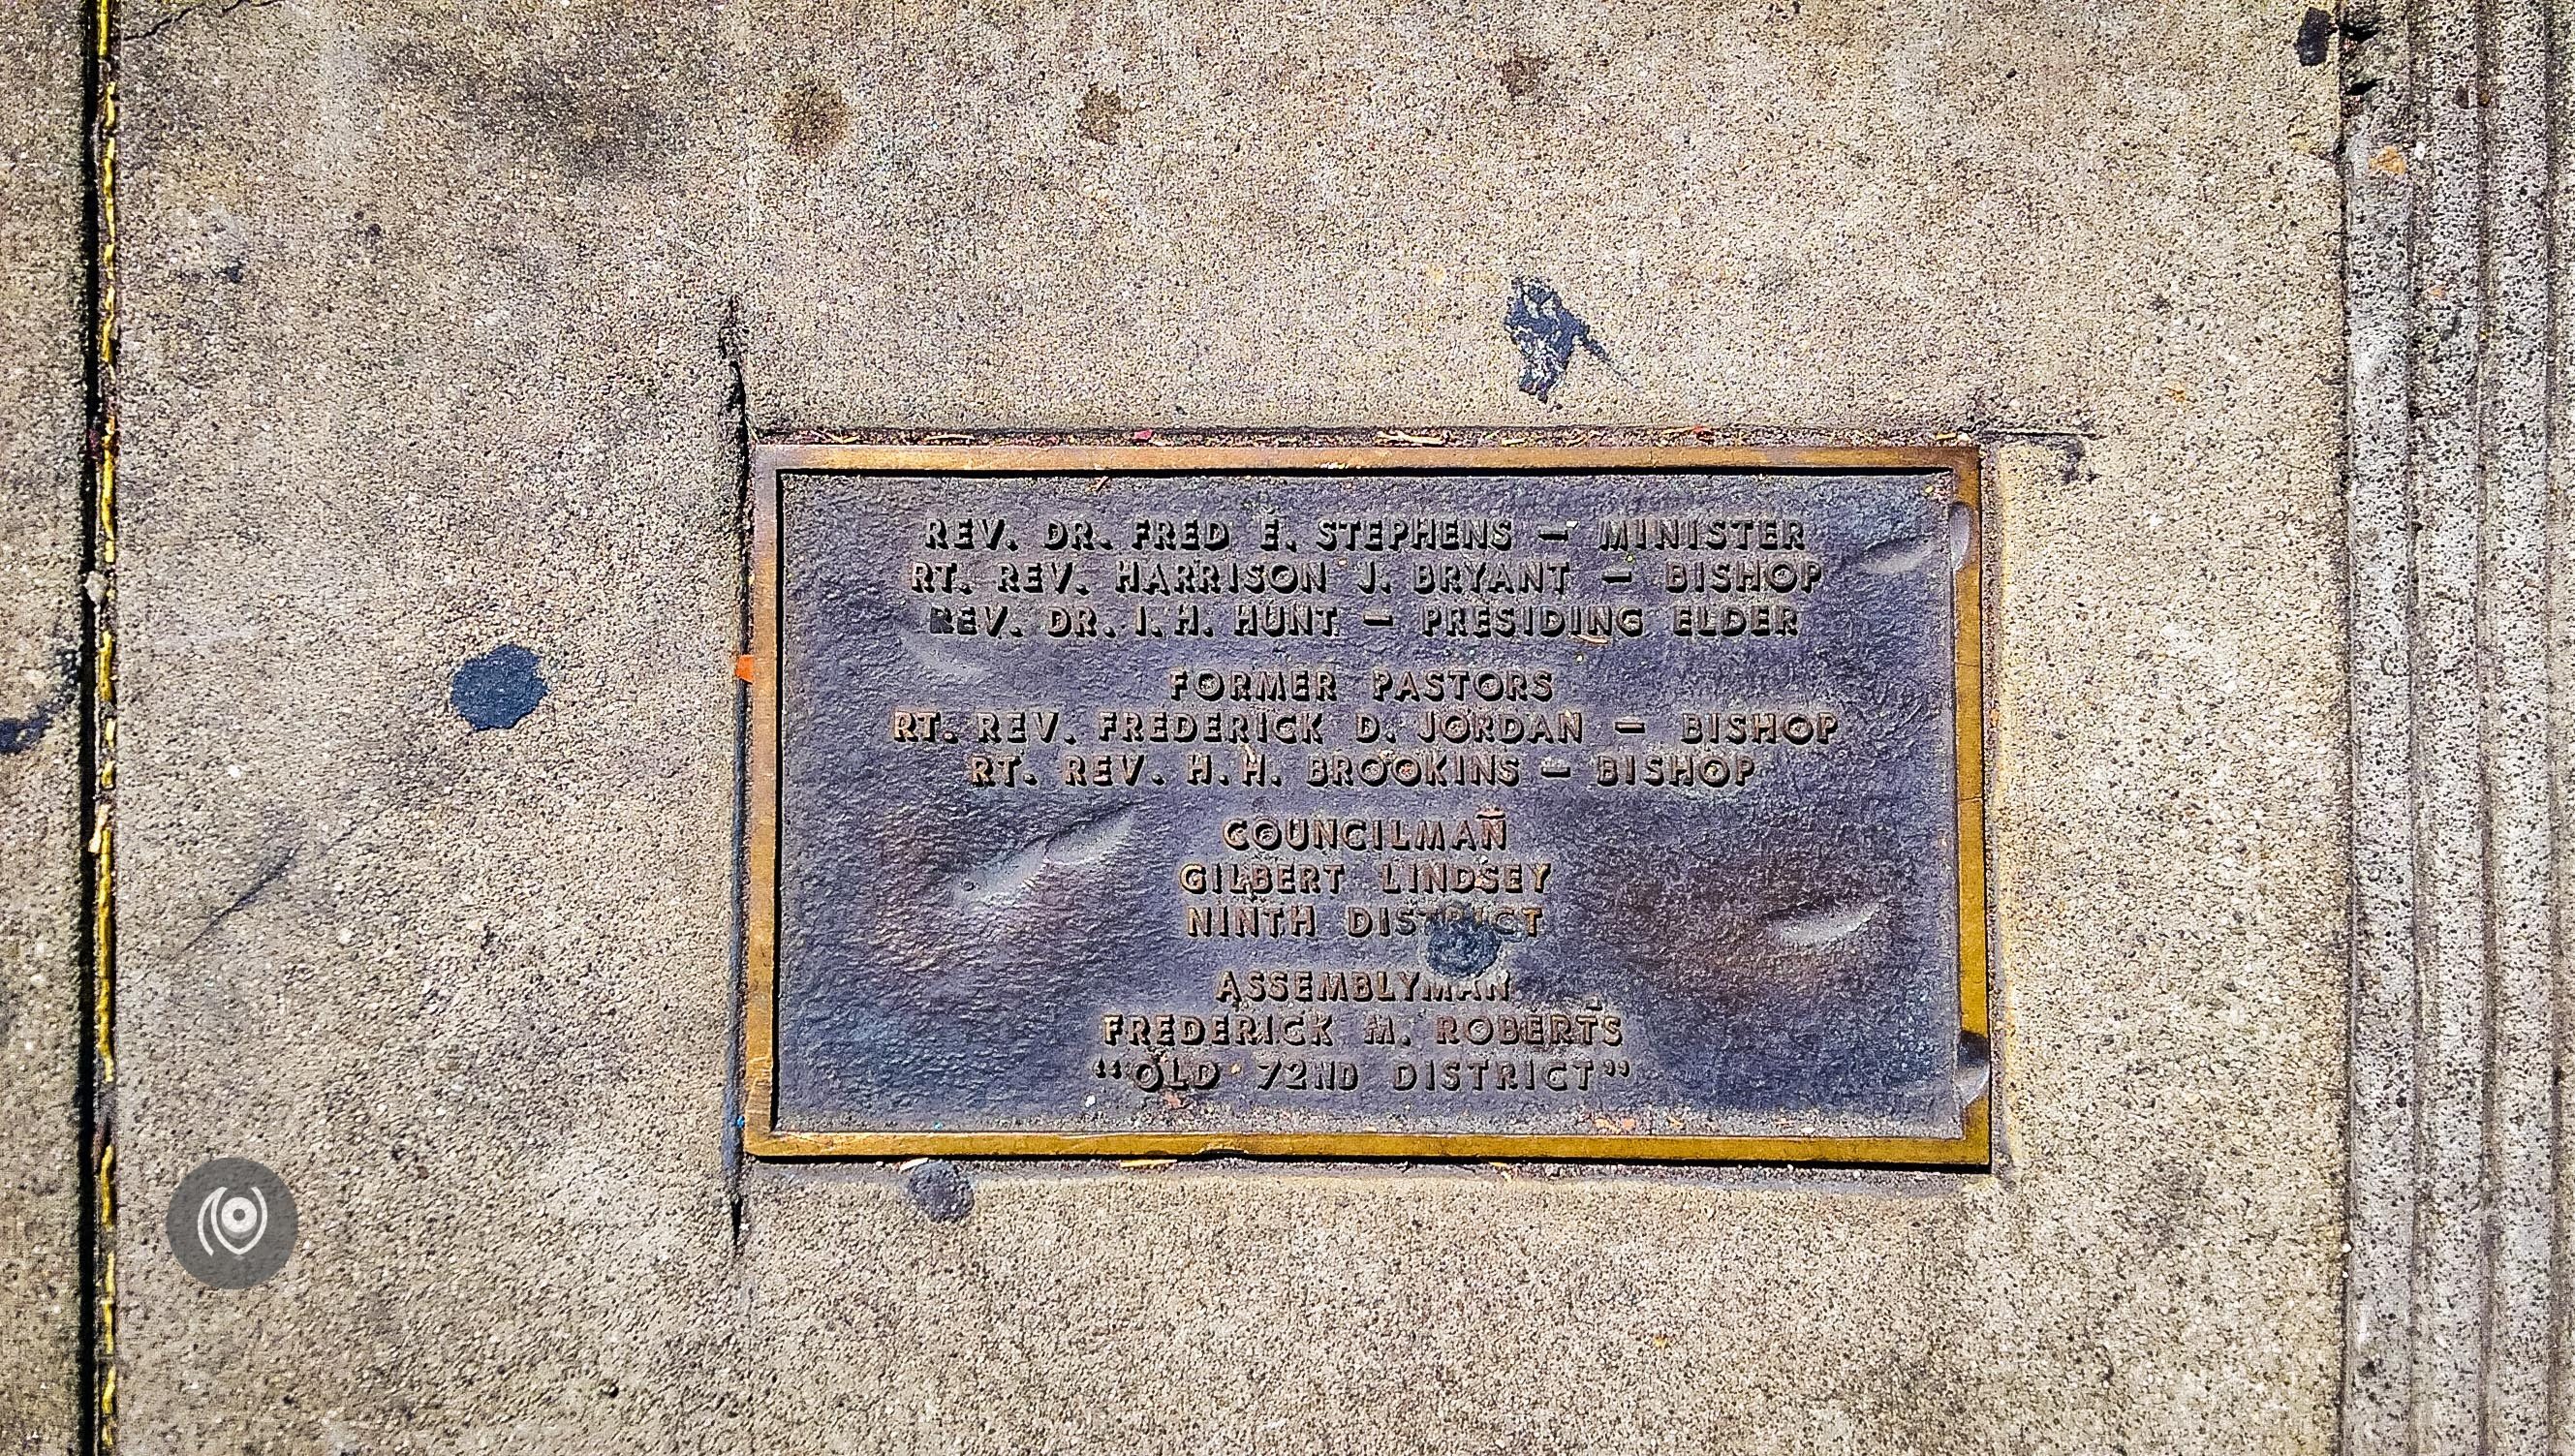 REV. DR. FRED E. STEPHENS — MINISTER
RT. REV. HARRISON J. BRYANT — BISHOP
REV. DR. I. H. HUNT — PRESIDING ELDER
FORMER PASTORS
RT. REV. FREDERICK D. JORDAN — BISHOP
RT. REV. H. H. BROOKINS — BISHOP
COUNCILMAN
GILBERT LINDSEY
NINTH DISTRICT
ASSEMBLYMAN
FREDERICK M. ROBERTS
“OLD 72ND DISTRICT”